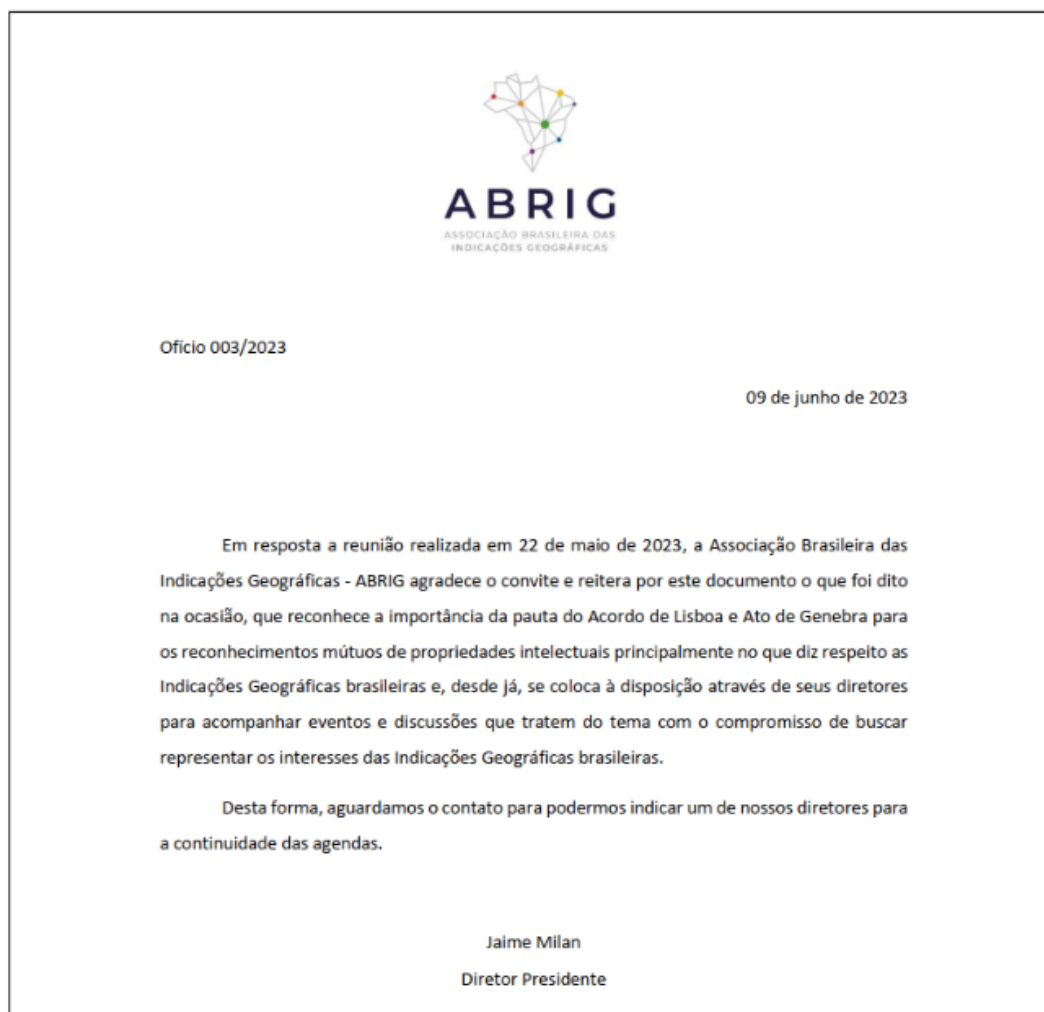 ABRIG
ASSOCIAÇÃO BRASILEIRA DAS
INDICAÇÕES GEOGRÁFICAS
Ofício 003/2023
09 de junho de 2023
Em resposta a reunião realizada em 22 de maio de 2023, a Associação Brasileira das
Indicações Geográficas - ABRIG agradece o convite e reitera por este documento o que foi dito
na ocasião, que reconhece a importância da pauta do Acordo de Lisboa e Ato de Genebra para
os reconhecimentos mútuos de propriedades intelectuais principalmente no que diz respeito as
Indicações Geográficas brasileiras e, desde já, se coloca à disposição através de seus diretores
para acompanhar eventos e discussões que tratem do tema com o compromisso de buscar
representar os interesses das Indicações Geográficas brasileiras.
Desta forma, aguardamos o contato para podermos indicar um de nossos diretores para
a continuidade das agendas.
Jaime Milan
Diretor Presidente